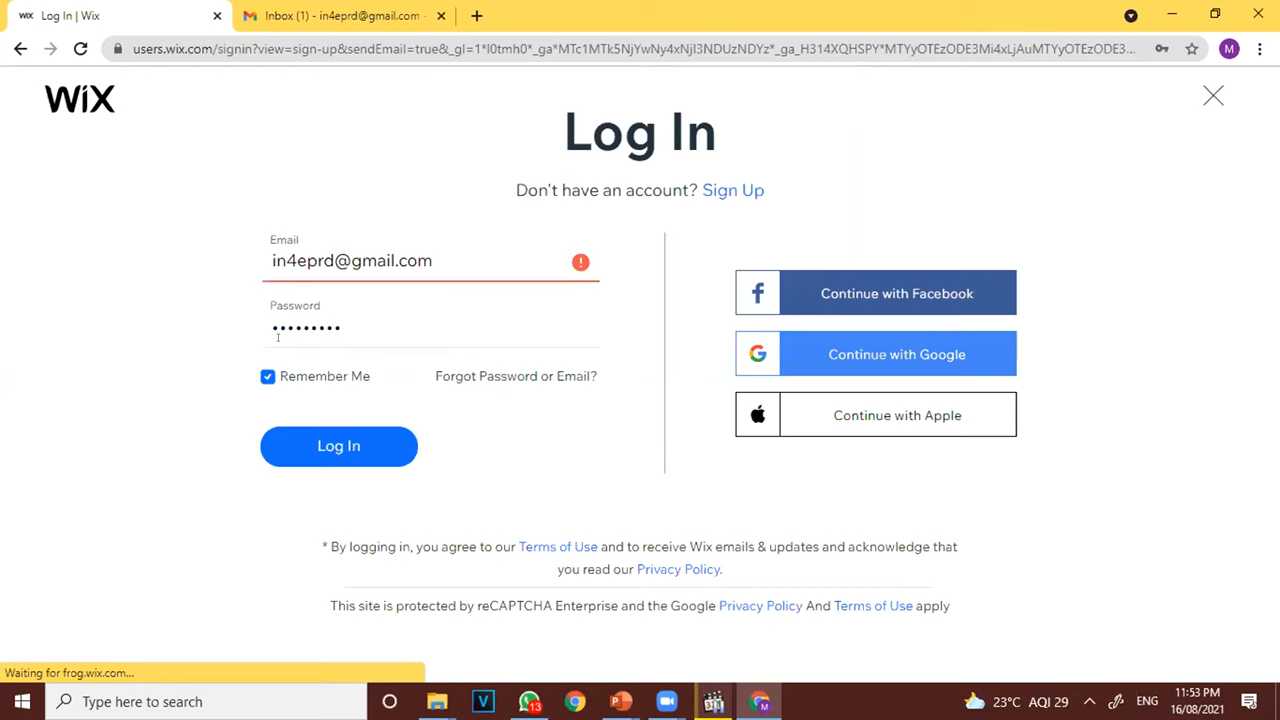 WiX Log In | Wix
Inbox (1) - in4eprd@gmail.com
users.wix.com/signin?view=sign-up&sendEmail=true&_gl=1*l0tmh0*_ga*MTc1MTk5NjYwNy4xNjI3NDUzNDYz*_ga_H314XQHSPY*MTYyOTEzODE3Mi4xLjAuMTYyOTEzODE3...
M
WiX
Log In
Don't have an account? Sign Up
Email
in4eprd@gmail.com
Password
Remember Me
Forgot Password or Email?
Log In
Continue with Facebook
Continue with Google
Continue with Apple
* By logging in, you agree to our Terms of Use and to receive Wix emails & updates and acknowledge that
you read our Privacy Policy.
This site is protected by reCAPTCHA Enterprise and the Google Privacy Policy And Terms of Use apply
Waiting for frog.wix.com...
Type here to search
13
23°C AQI 29
ENG
11:53 PM
16/08/2021